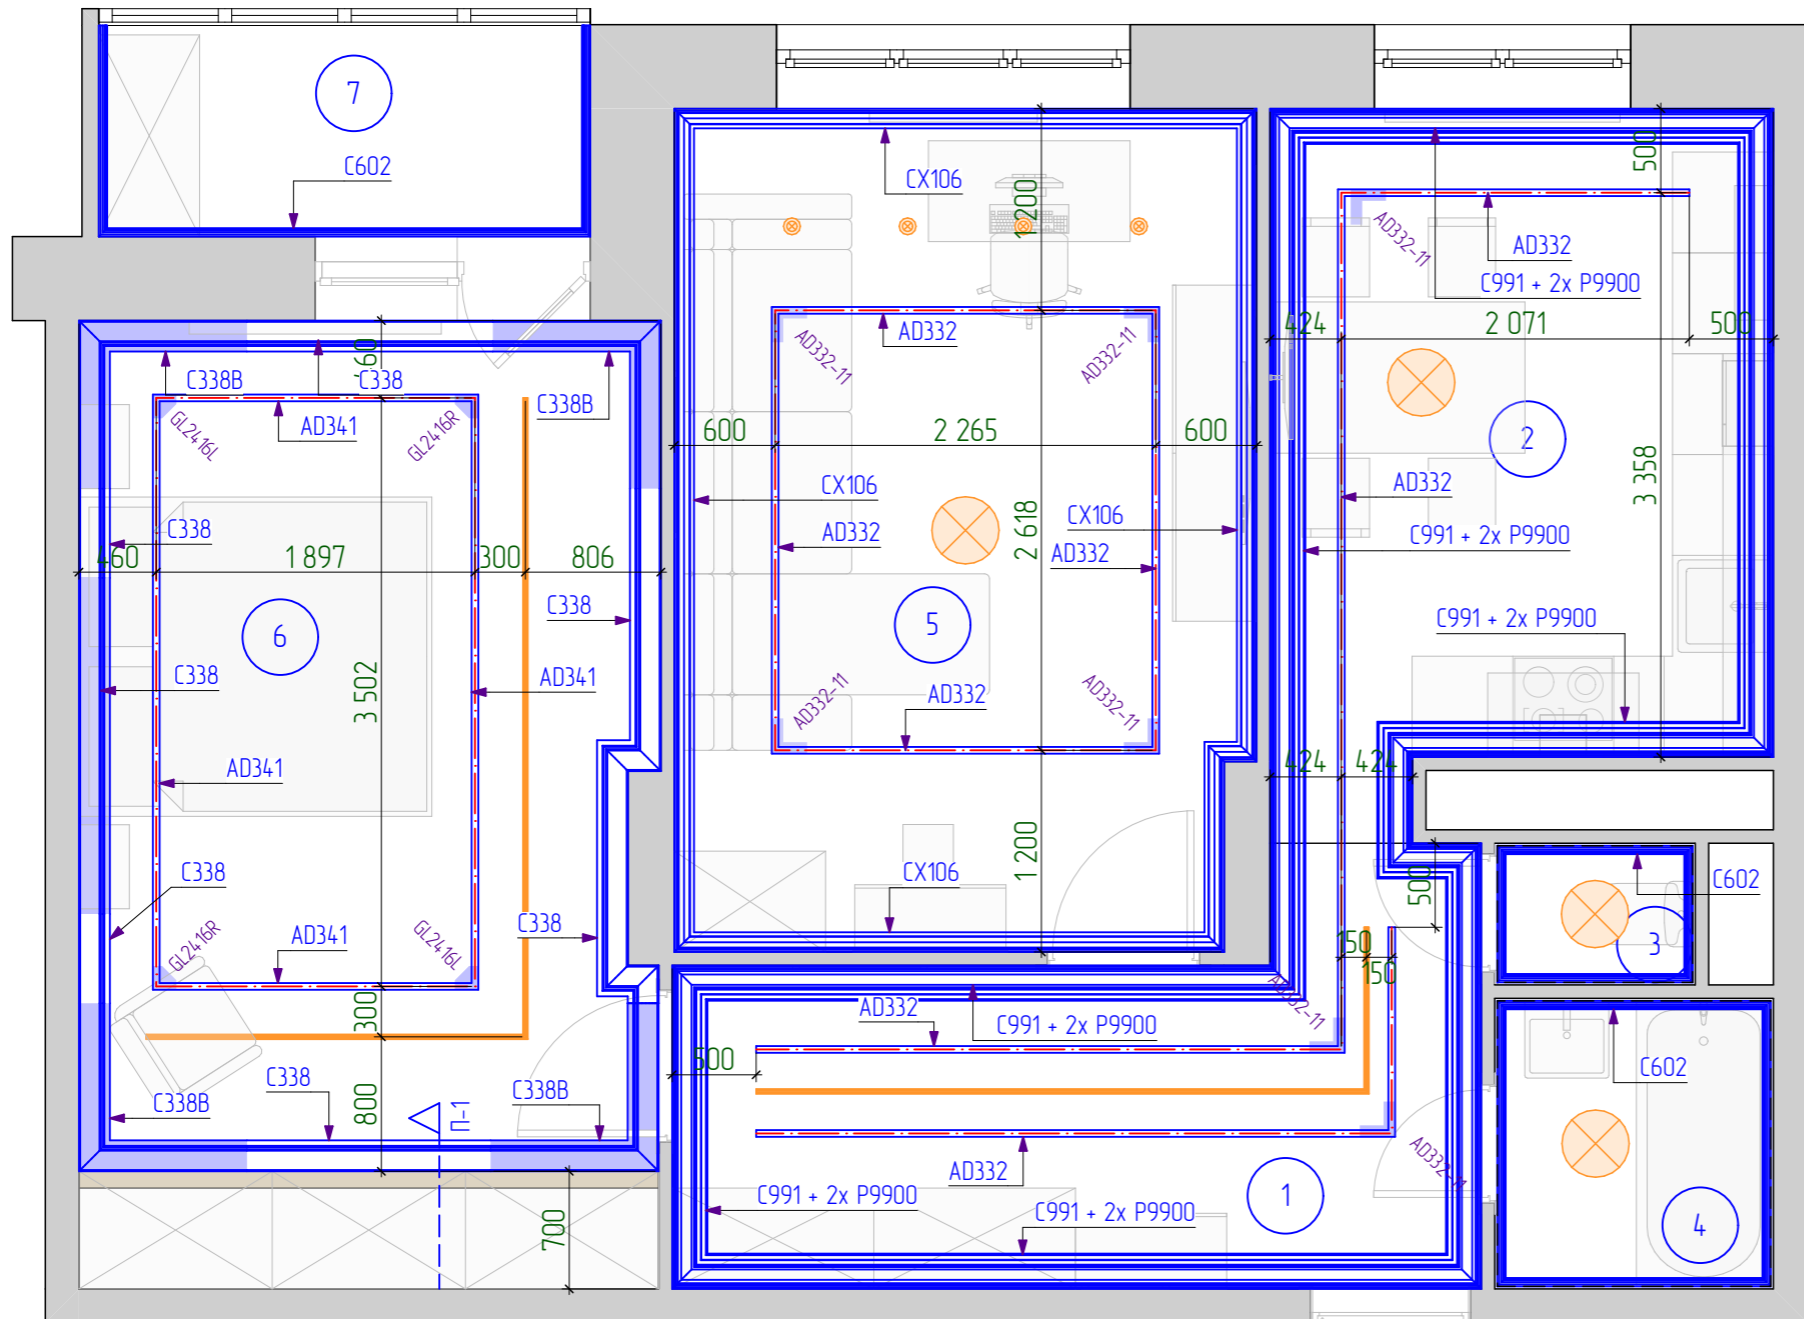 7
C602
CX106
1 200
500
AD332-11
AD332
C991 + 2x P9900
460
C338B
C338
C338B
AD341
GL2416L
GL2416R
AD332
AD332-11
AD332-11
424
2 071
500
2
600
2 265
600
CX106
AD332
CX106
AD332
2 618
AD332
3 358
C991 + 2x P9900
C338
460
1 897
300
806
C338
6
5
C991 + 2x P9900
C338
3 502
AD341
AD332-11
AD332
AD332-11
AD341
424
424
1 200
C338
CX106
500
C602
GL2416R
AD341
GL2416L
C338
3
150
150
AD332
AD332-11
C991 + 2x P9900
300
500
C602
C338
C338B
C338B
800
П-1
AD332
AD332-11
C991 + 2x P9900
1
C991 + 2x P9900
4
700